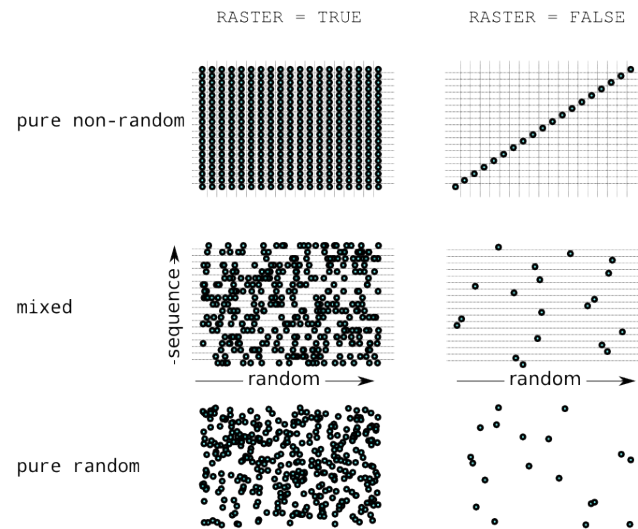 RASTER = TRUE
RASTER = FALSE
pure non-random
mixed
-sequence
random
random
pure random